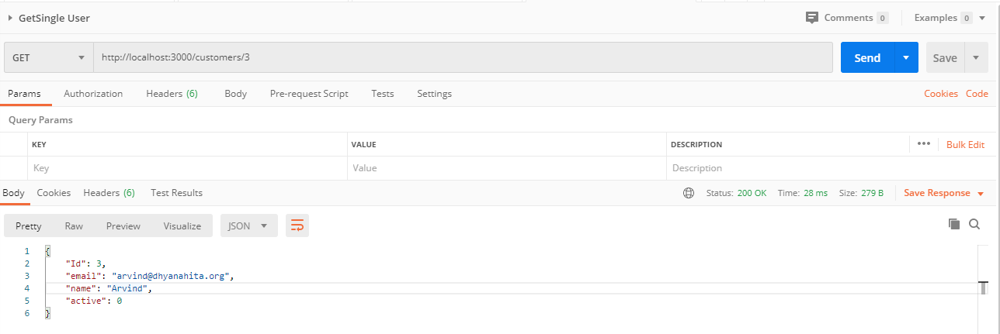 GetSingle User Comments 0 Examples 0
GET http://localhost:3000/customers/3 Send Save
Params Authorization Headers (6) Body Pre-request Script Tests Settings Cookies Code
Query Params
KEY VALUE DESCRIPTION ••• Bulk Edit
Key Value Description
Body Cookies Headers (6) Test Results Status: 200 OK Time: 28 ms Size: 279 B Save Response
Pretty Raw Preview Visualize JSON
1 {
2 "Id": 3,
3 "email": "arvind@dhyanahita.org",
4 "name": "Arvind",
5 "active": 0
6 }